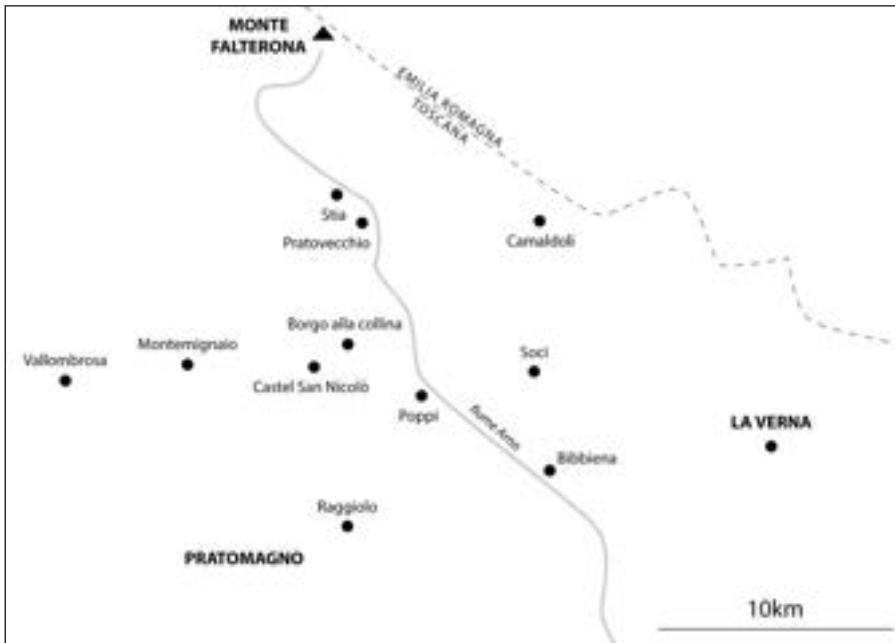 MONTE
FALTERONA
EMILIA ROMAGNA
TOSCANA
Stia
Pratovecchio
Camaldoli
Borgo alla collina
Montemignaio
Vallombrosa
Castel San Nicolò
Soci
Poppi
fiume Arno
LA VERNA
Bibbiena
Raggiolo
PRATOMAGNO
10km